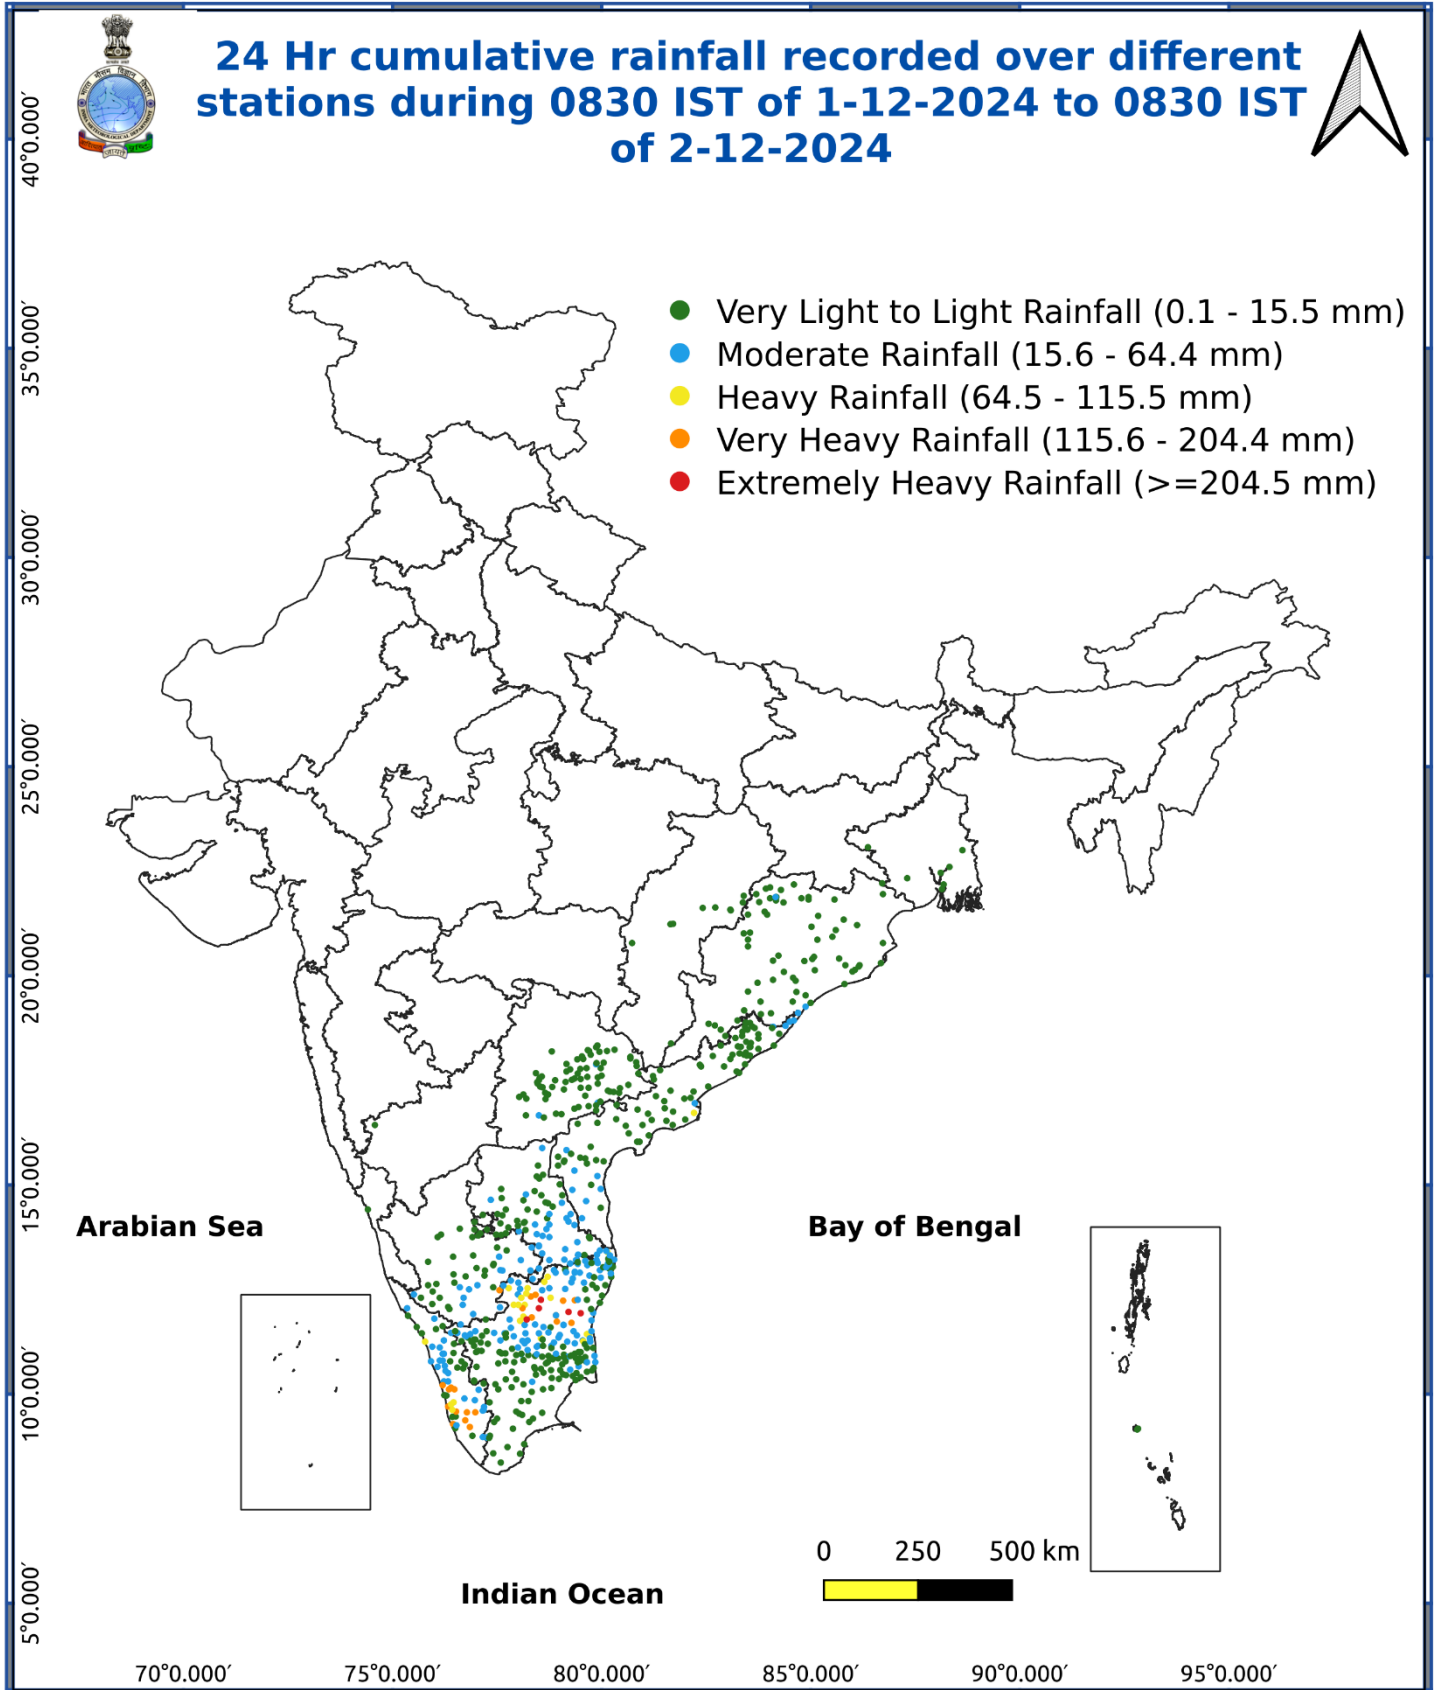 24 Hr cumulative rainfall recorded over different
stations during 0830 IST of 1-12-2024 to 0830 IST
of 2-12-2024
Very Light to Light Rainfall (0.1 - 15.5 mm)
Moderate Rainfall (15.6 - 64.4 mm)
Heavy Rainfall (64.5 - 115.5 mm)
Very Heavy Rainfall (115.6 - 204.4 mm)
Extremely Heavy Rainfall (>=204.5 mm)
40°0.000′
35°0.000′
30°0.000′
25°0.000′
20°0.000′
15°0.000′
10°0.000′
5°0.000′
Arabian Sea
Bay of Bengal
Indian Ocean
0 250 500 km
70°0.000′ 75°0.000′ 80°0.000′ 85°0.000′ 90°0.000′ 95°0.000′